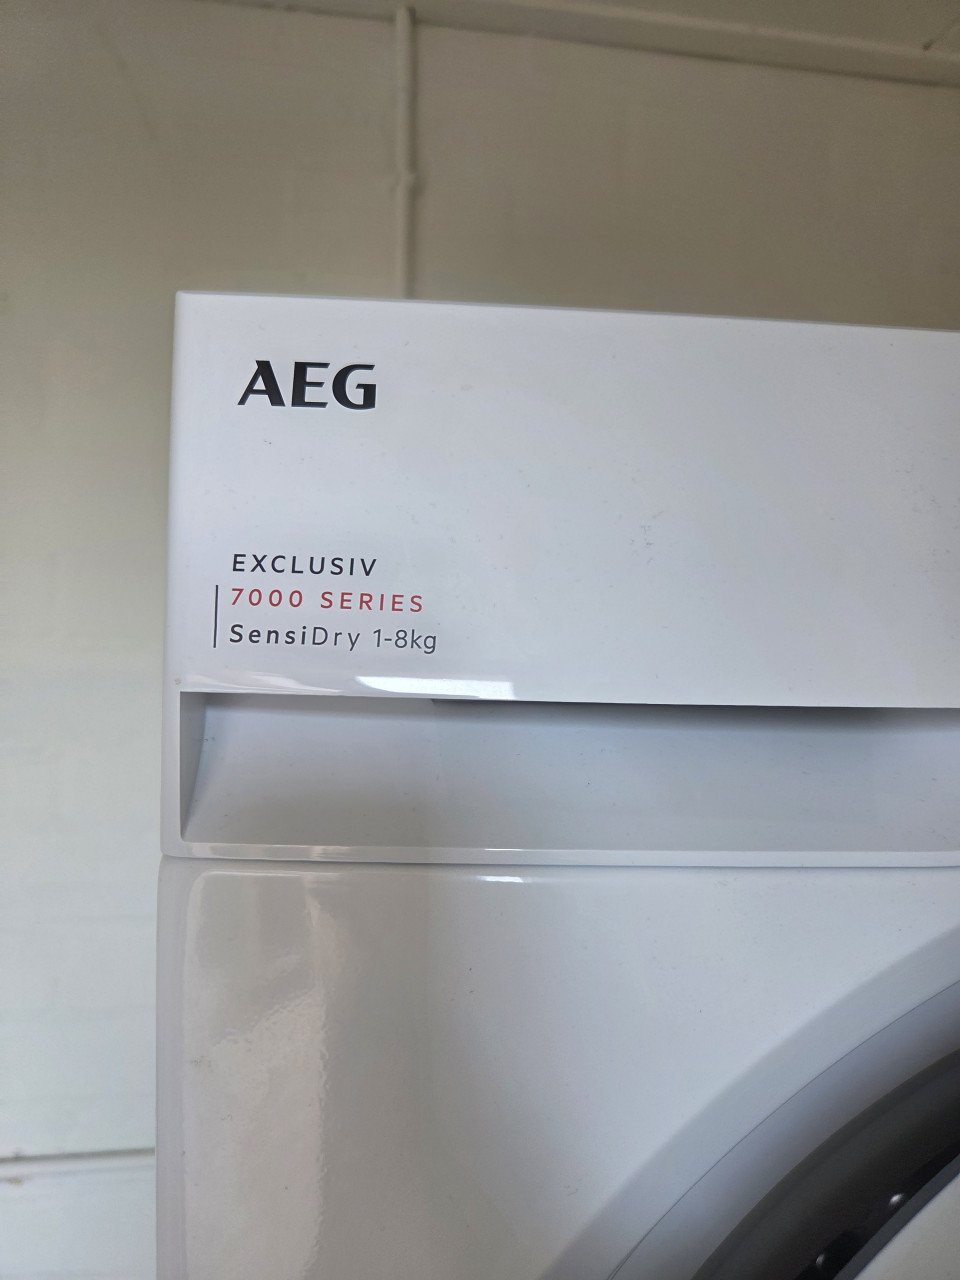 AEG
EXCLUSIV
7000 SERIES
SensiDry 1-8kg